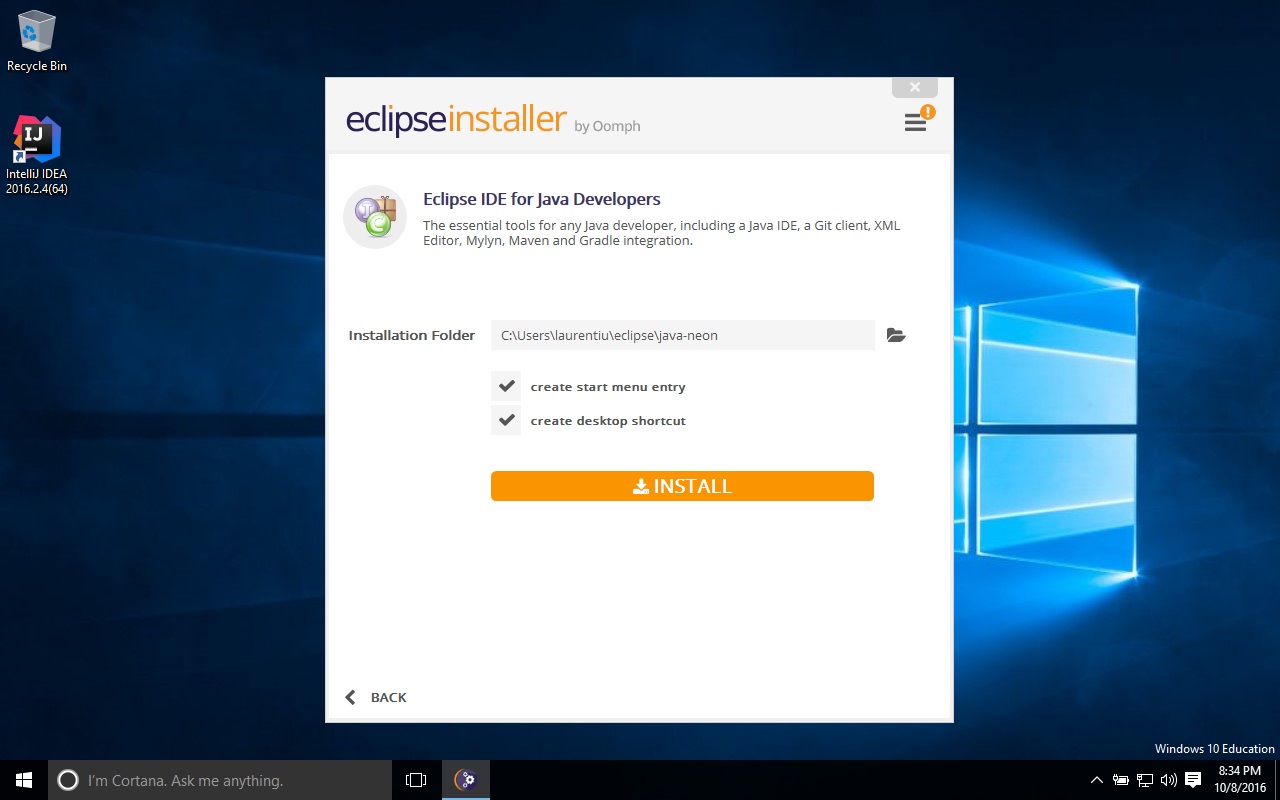 Recycle Bin
IJ
IntelliJ IDEA
2016.2.4(64)
eclipseinstaller by Oomph
!
J
C
Eclipse IDE for Java Developers
The essential tools for any Java developer, including a Java IDE, a Git client, XML
Editor, Mylyn, Maven and Gradle integration.
Installation Folder C:\Users\laurentiu\eclipse\java-neon
create start menu entry
create desktop shortcut
INSTALL
BACK
Windows 10 Education
I'm Cortana. Ask me anything.
8:34 PM
10/8/2016